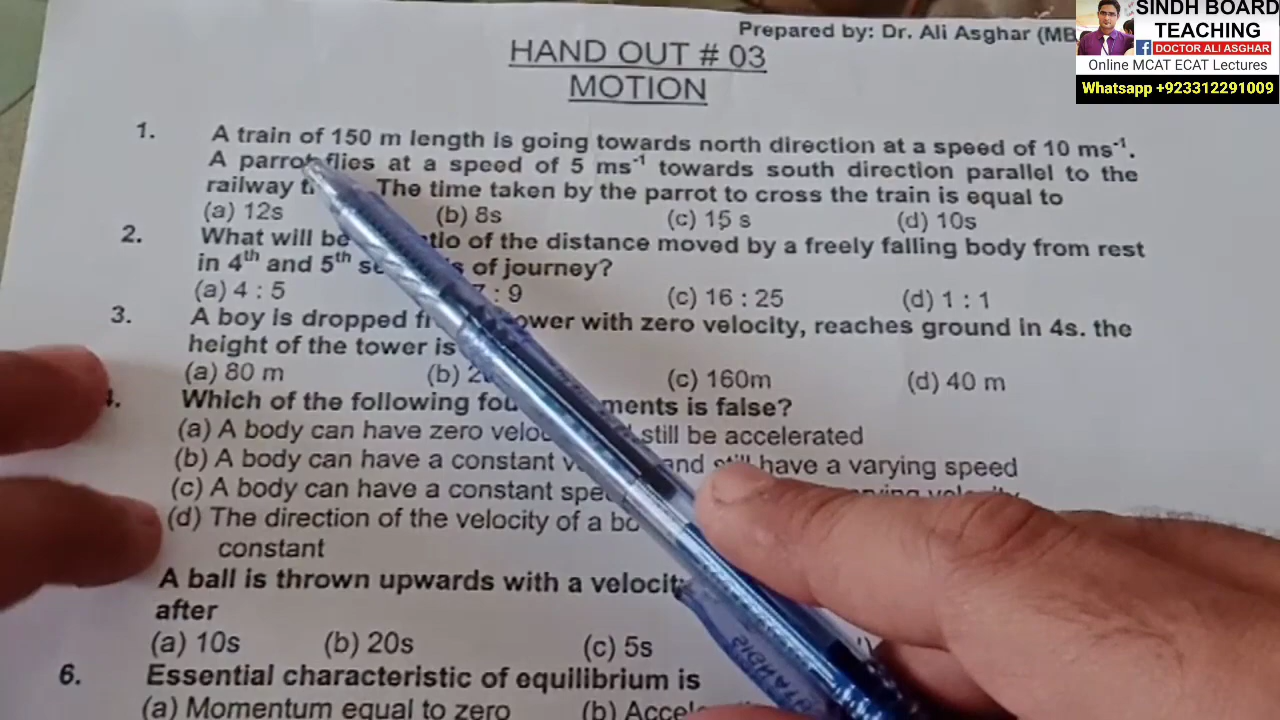 SINDH BOARD
TEACHING
DOCTOR ALI ASGHAR
Online MCAT ECAT Lectures
Whatsapp +923312291009
Prepared by: Dr. Ali Asghar (MB
HAND OUT # 03
MOTION
1. A train of 150 m length is going towards north direction at a speed of 10 ms⁻¹.
A parrot flies at a speed of 5 ms⁻¹ towards south direction parallel to the
railway The time taken by the parrot to cross the train is equal to
(a) 12s (b) 8s (c) 15 s (d) 10s
2. What will be of the distance moved by a freely falling body from rest
in 4th and 5th of journey?
(a) 4 : 5 7 : 9 (c) 16 : 25 (d) 1 : 1
3. A boy is dropped with zero velocity, reaches ground in 4s. the
height of the tower is
(a) 80 m (b) (c) 160m (d) 40 m
Which of the following is false?
(a) A body can have zero still be accelerated
(b) A body can have a constant and still have a varying speed
(c) A body can have a constant varying velocity
(d) The direction of the velocity of a
constant
A ball is thrown upwards with a
after
(a) 10s (b) 20s (c) 5s
6. Essential characteristic of equilibrium is
(a) Momentum equal to zero (b)